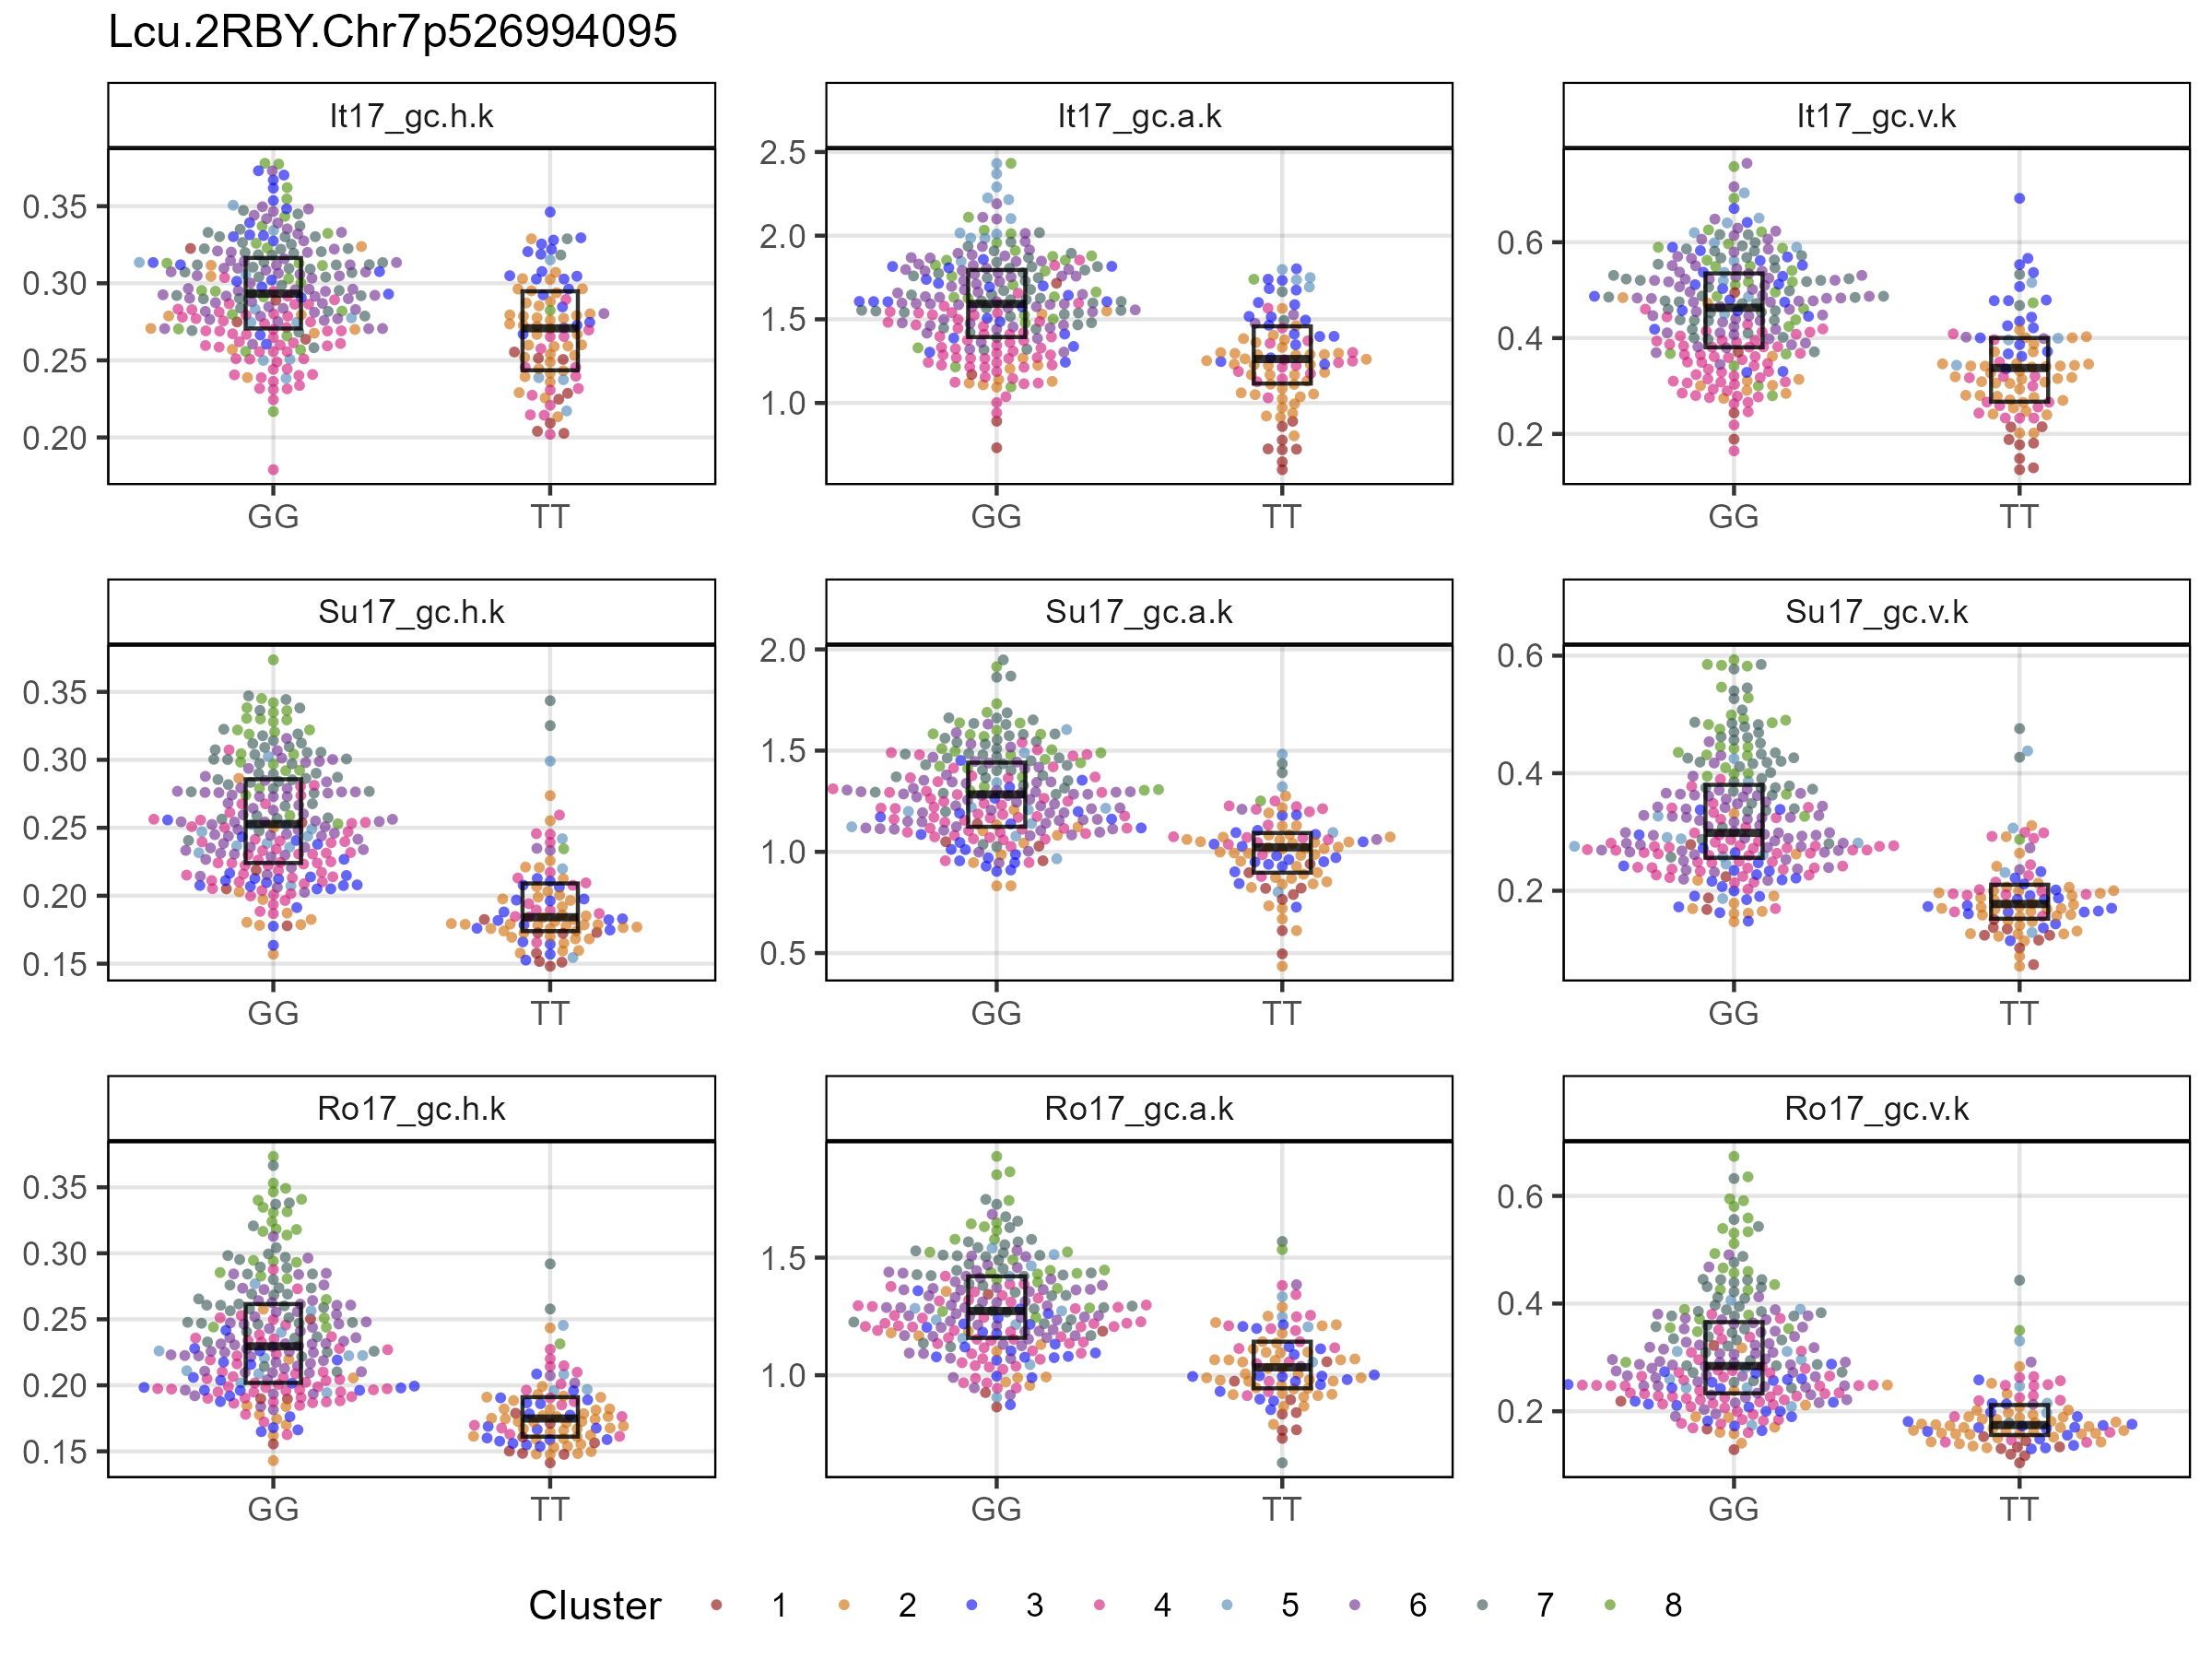 Lcu.2RBY.Chr7p526994095
It17_gc.h.k
It17_gc.a.k
It17_gc.v.k
0.35
0.30
0.25
0.20
GG TT
2.5
2.0
1.5
1.0
GG TT
0.6
0.4
0.2
GG TT
Su17_gc.h.k
Su17_gc.a.k
Su17_gc.v.k
0.35
0.30
0.25
0.20
0.15
GG TT
2.0
1.5
1.0
0.5
GG TT
0.6
0.4
0.2
GG TT
Ro17_gc.h.k
Ro17_gc.a.k
Ro17_gc.v.k
0.35
0.30
0.25
0.20
0.15
GG TT
1.5
1.0
GG TT
0.6
0.4
0.2
GG TT
Cluster 1 2 3 4 5 6 7 8